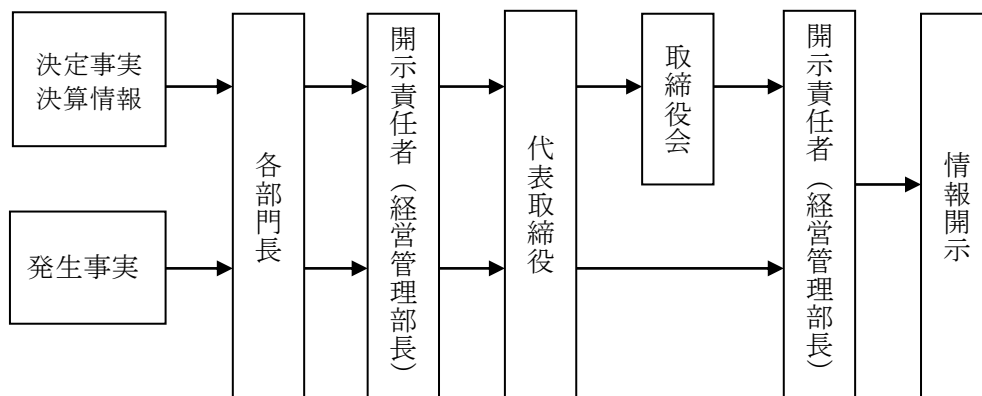 決定事実
決算情報
発生事実
各部門長
開示責任者（経営管理部長）
代表取締役
取締役会
開示責任者（経営管理部長）
情報開示